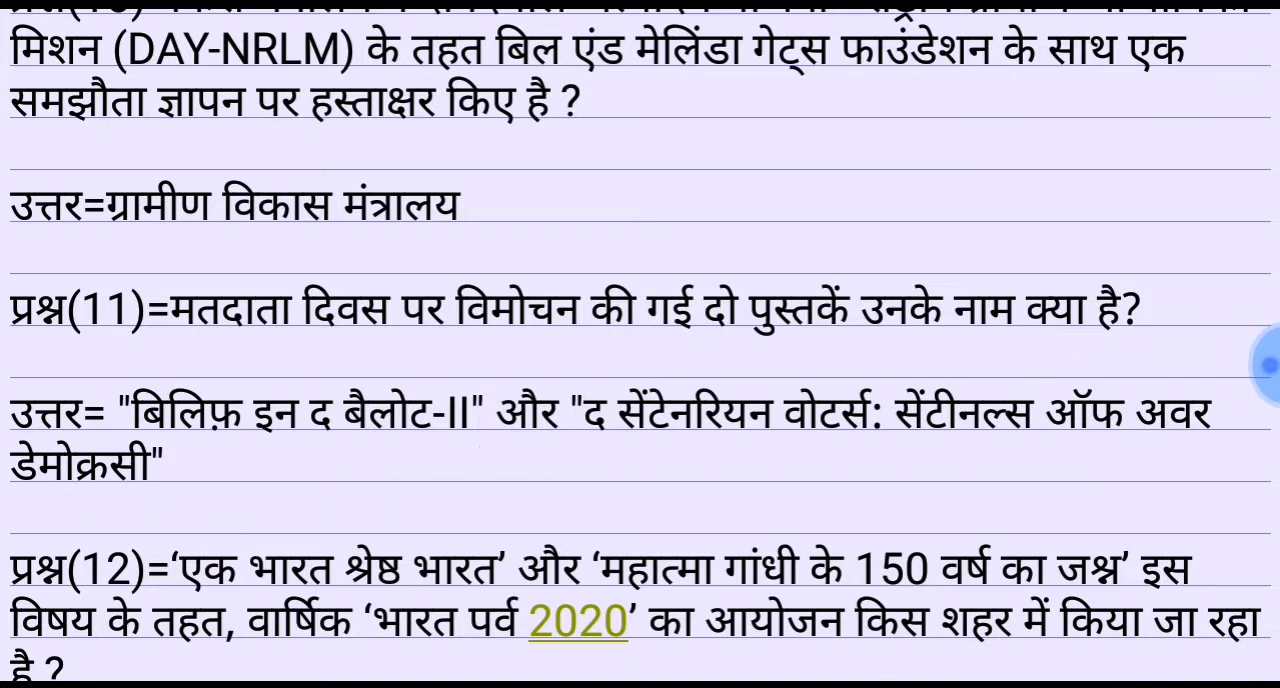 मिशन (DAY-NRLM) के तहत बिल एंड मेलिंडा गेट्स फाउंडेशन के साथ एक
समझौता ज्ञापन पर हस्ताक्षर किए है ?
उत्तर=ग्रामीण विकास मंत्रालय
प्रश्न(11)=मतदाता दिवस पर विमोचन की गई दो पुस्तकें उनके नाम क्या है?
उत्तर= "बिलिफ़ इन द बैलोट-II" और "द सेंटेनरियन वोटर्स: सेंटीनल्स ऑफ अवर
डेमोक्रसी"
प्रश्न(12)=‘एक भारत श्रेष्ठ भारत’ और ‘महात्मा गांधी के 150 वर्ष का जश्न’ इस
विषय के तहत, वार्षिक ‘भारत पर्व 2020’ का आयोजन किस शहर में किया जा रहा
है ?